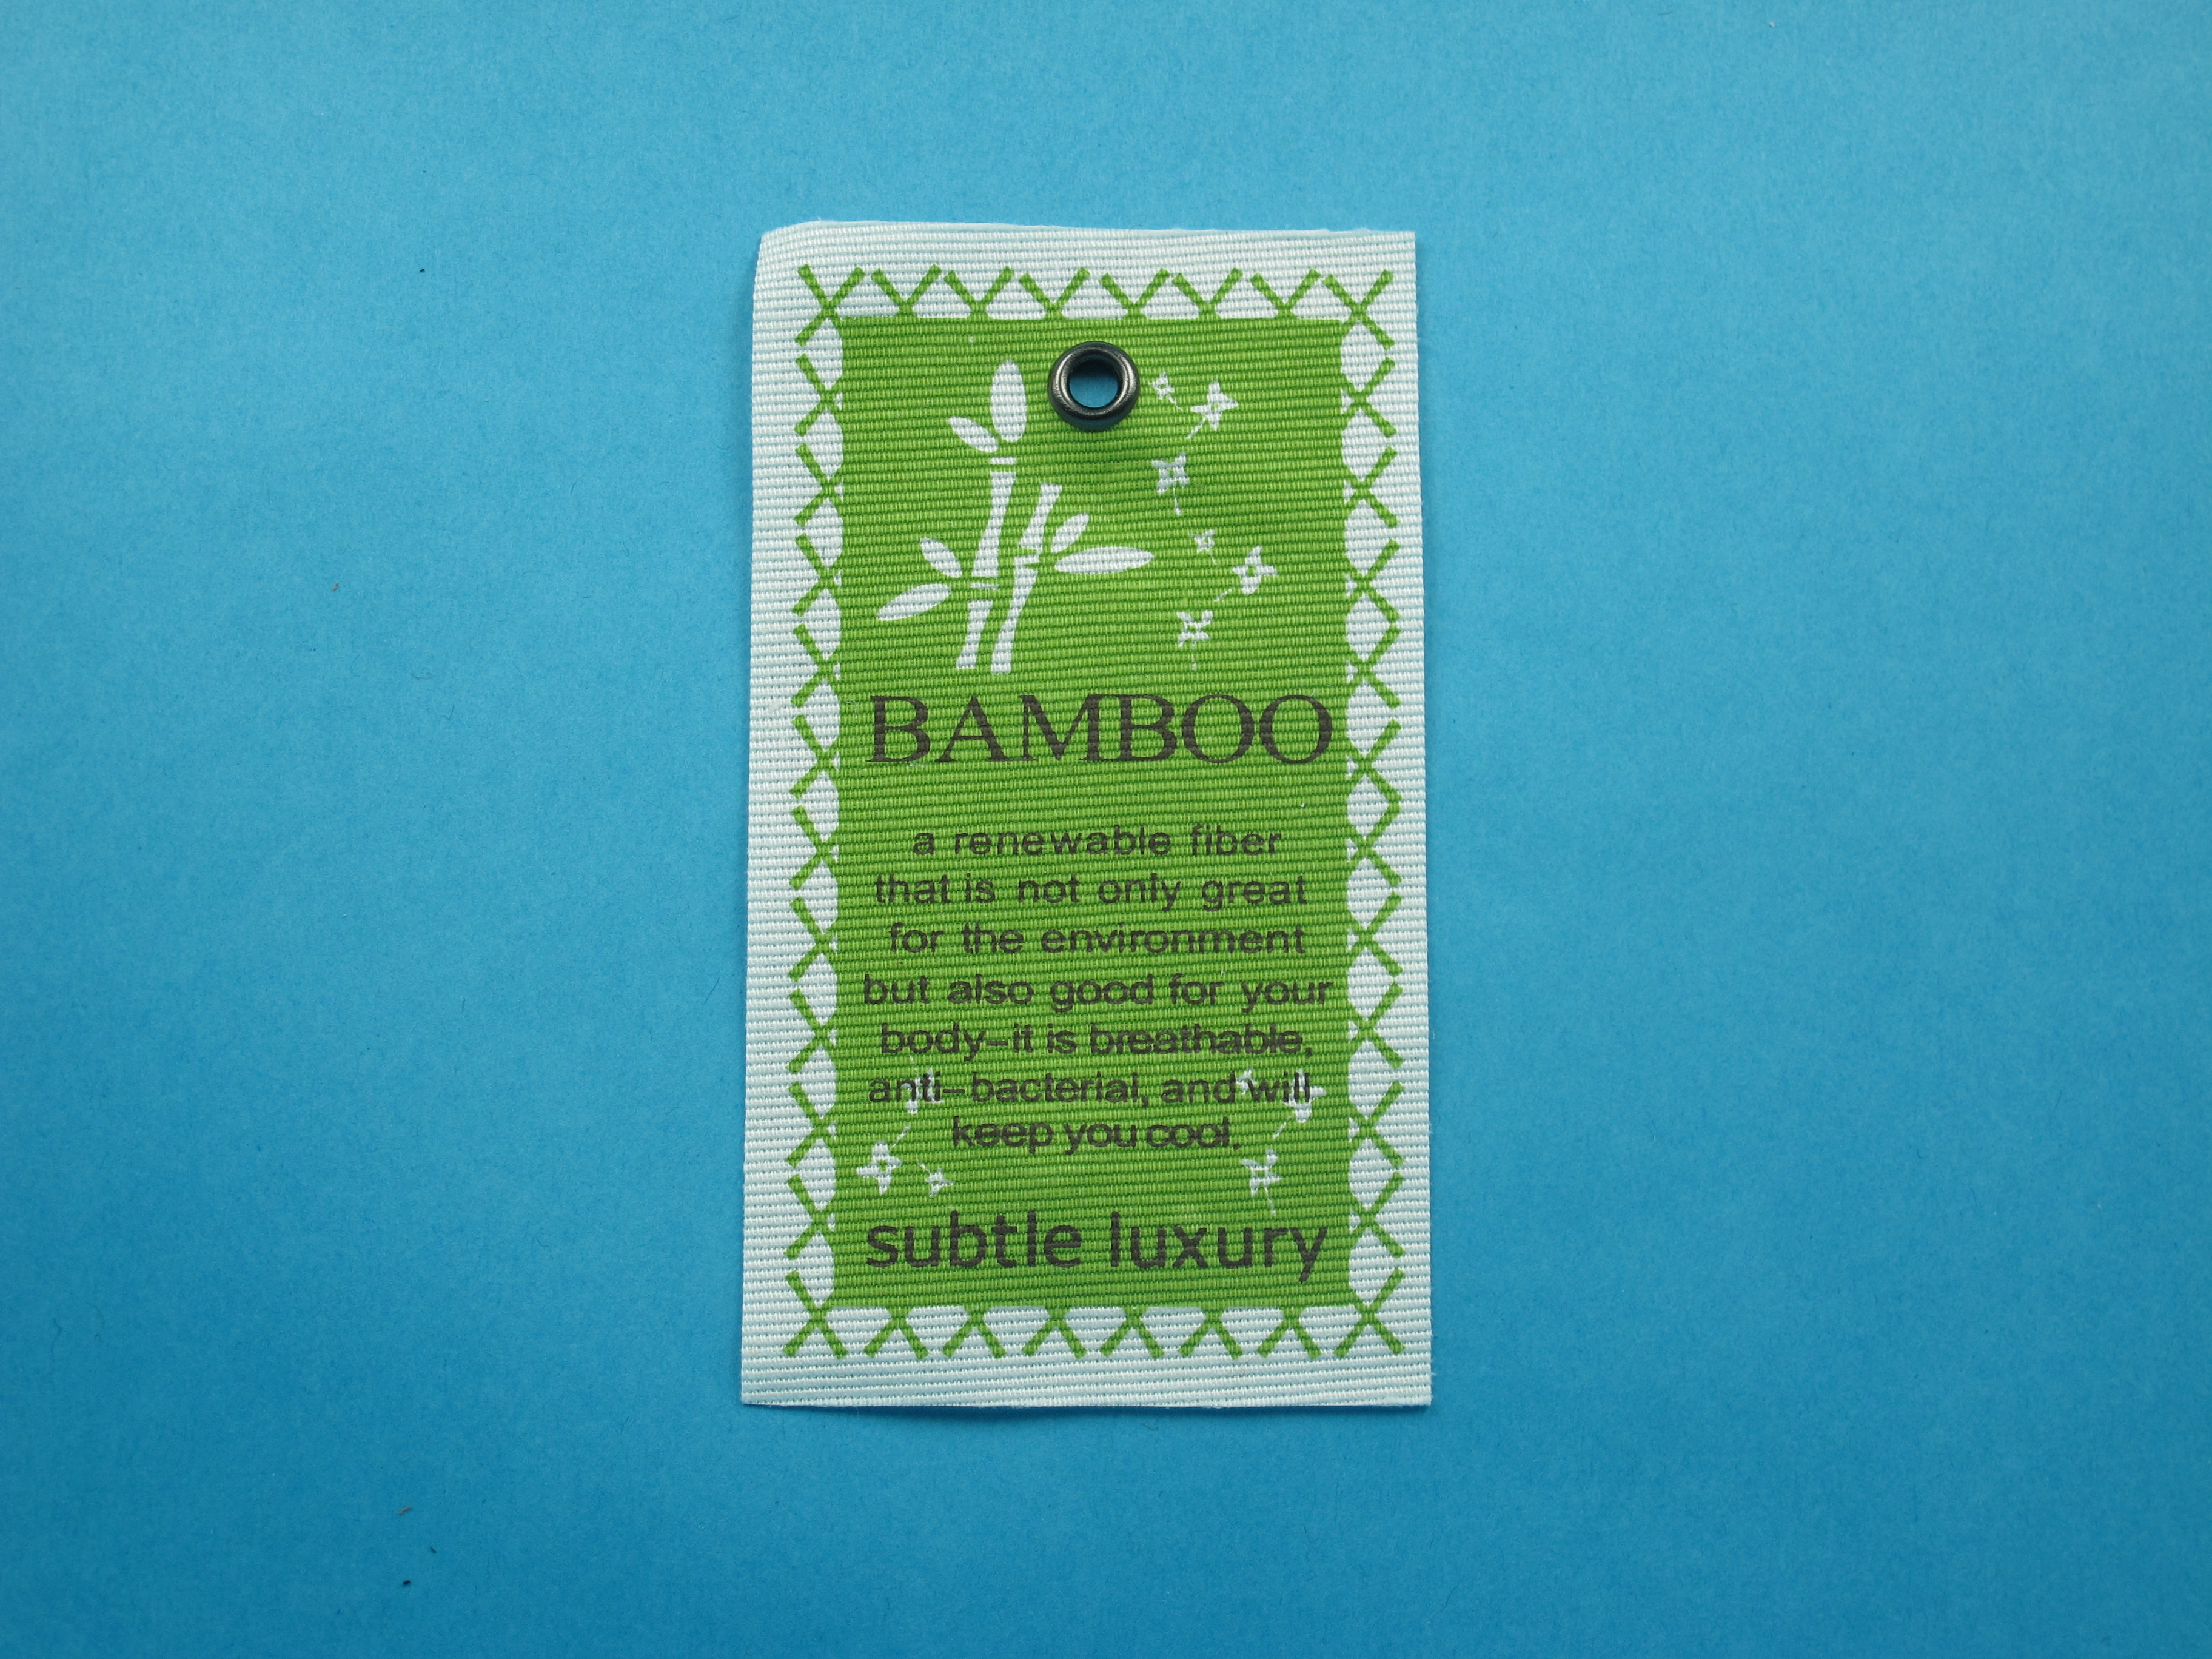 BAMBOO
a renewable fiber
that is not only great
for the environment
but also good for your
body-it is breathable,
anti-bacterial, and will
keep you cool.
subtle luxury